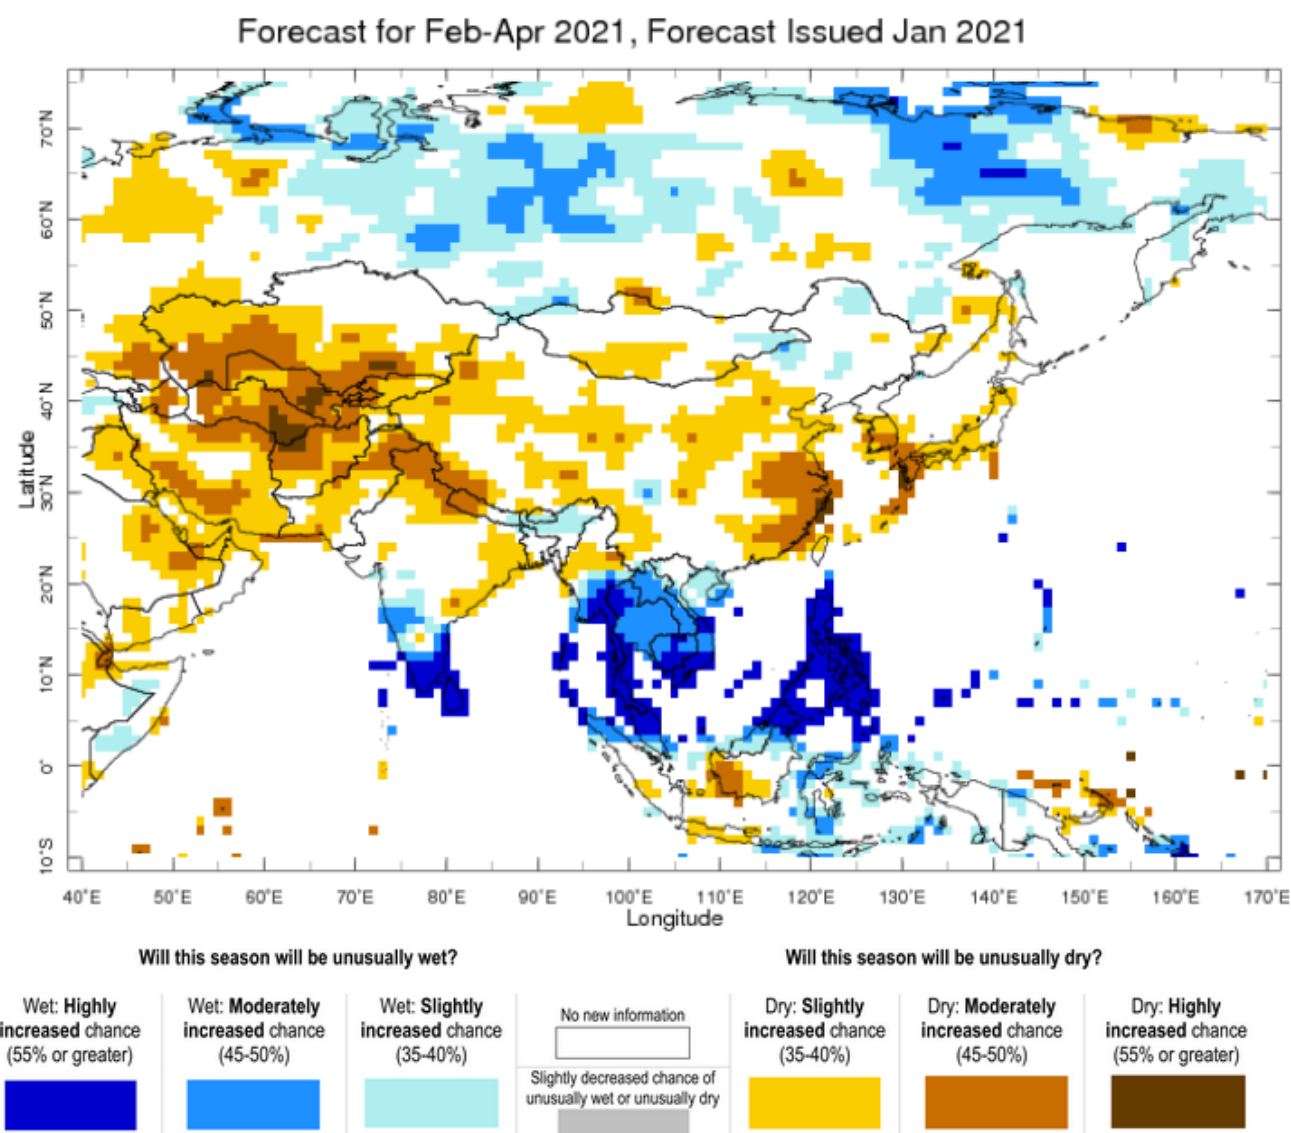 Forecast for Feb-Apr 2021, Forecast Issued Jan 2021
70°N
60°N
50°N
40°N
30°N
20°N
10°N
0°
10°S
Latitude
40°E 50°E 60°E 70°E 80°E 90°E 100°E 110°E 120°E 130°E 140°E 150°E 160°E 170°E
Longitude
Will this season will be unusually wet?
Will this season will be unusually dry?
Wet: Highly
increased chance
(55% or greater)
Wet: Moderately
increased chance
(45-50%)
Wet: Slightly
increased chance
(35-40%)
No new information
Slightly decreased chance of
unusually wet or unusually dry
Dry: Slightly
increased chance
(35-40%)
Dry: Moderately
increased chance
(45-50%)
Dry: Highly
increased chance
(55% or greater)